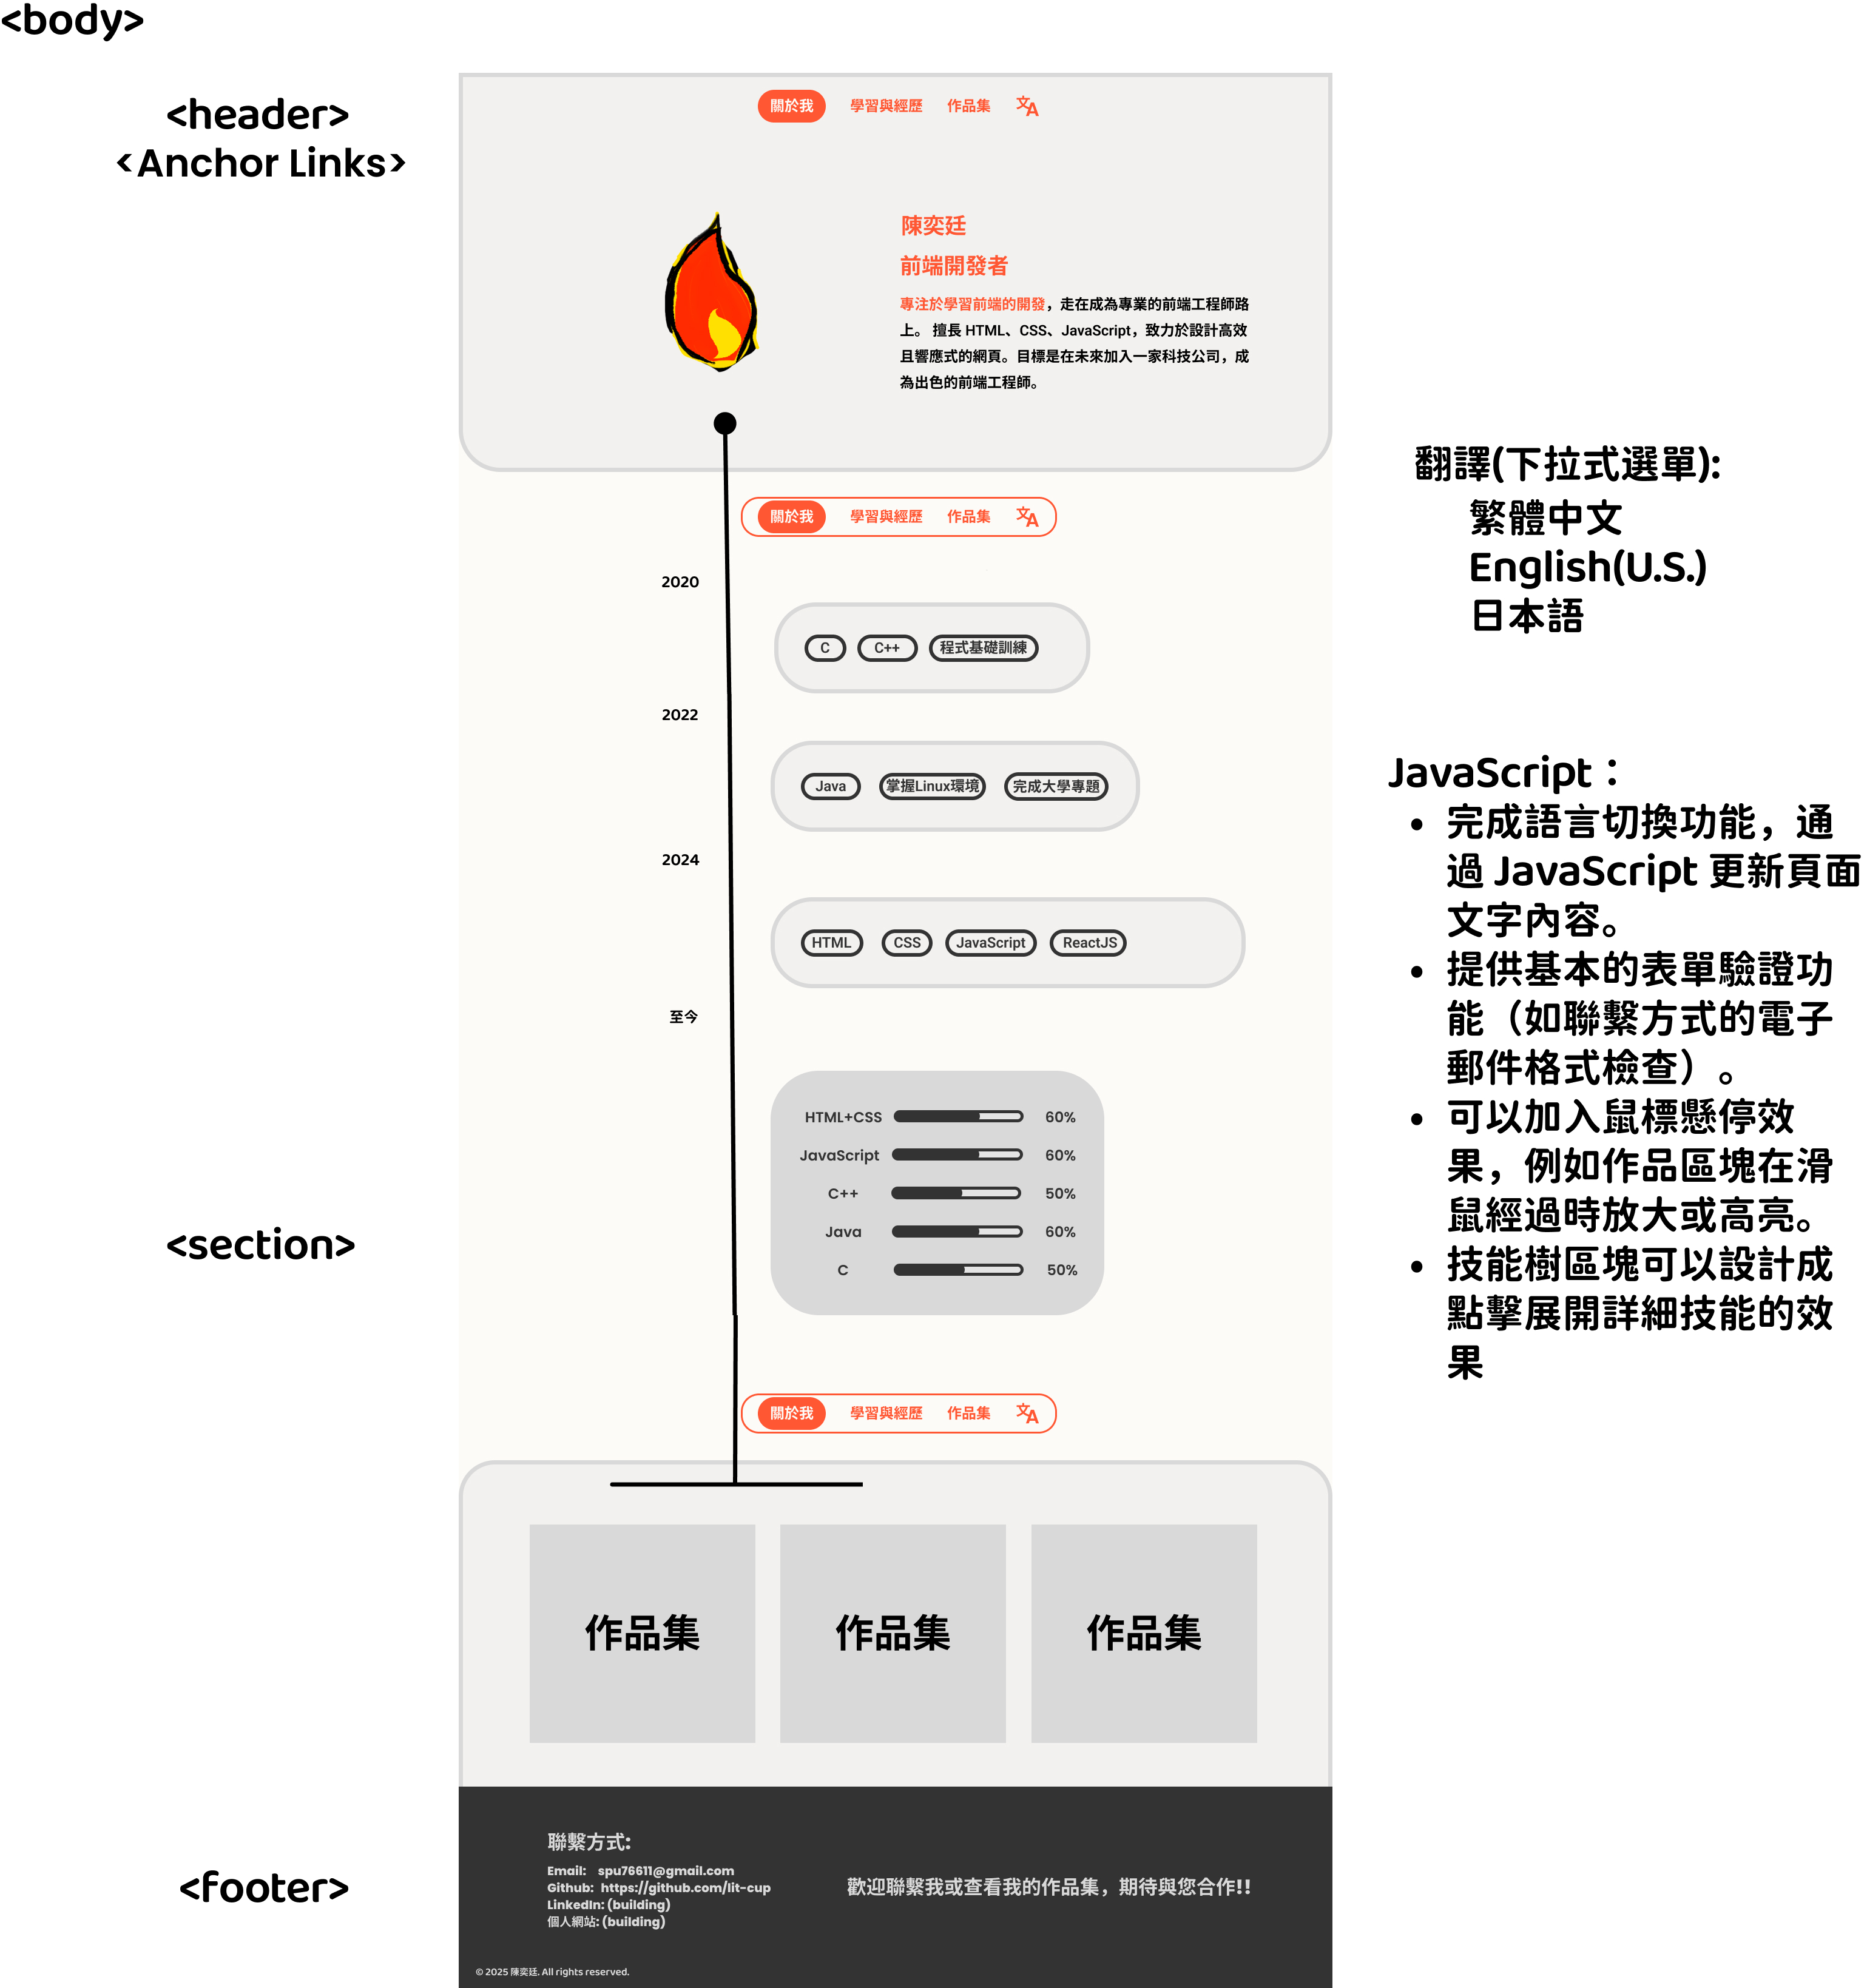 <body>
<header>
<Anchor Links>
關於我 學習與經歷 作品集 文A
陳奕廷
前端開發者
專注於學習前端的開發，走在成為專業的前端工程師路
上。 擅長 HTML、CSS、JavaScript，致力於設計高效
且響應式的網頁。目標是在未來加入一家科技公司，成
為出色的前端工程師。
關於我 學習與經歷 作品集 文A
2020
C C++ 程式基礎訓練
2022
Java 掌握Linux環境 完成大學專題
2024
HTML CSS JavaScript ReactJS
至今
HTML+CSS 60%
JavaScript 60%
C++ 50%
Java 60%
C 50%
<section>
關於我 學習與經歷 作品集 文A
作品集 作品集 作品集
<footer>
聯繫方式:
Email: spu76611@gmail.com
Github: https://github.com/lit-cup
LinkedIn: (building)
個人網站: (building)
歡迎聯繫我或查看我的作品集，期待與您合作!!
© 2025 陳奕廷. All rights reserved.
翻譯(下拉式選單):
繁體中文
English(U.S.)
日本語
JavaScript：
• 完成語言切換功能，通
過 JavaScript 更新頁面
文字內容。
• 提供基本的表單驗證功
能（如聯繫方式的電子
郵件格式檢查）。
• 可以加入鼠標懸停效
果，例如作品區塊在滑
鼠經過時放大或高亮。
• 技能樹區塊可以設計成
點擊展開詳細技能的效
果